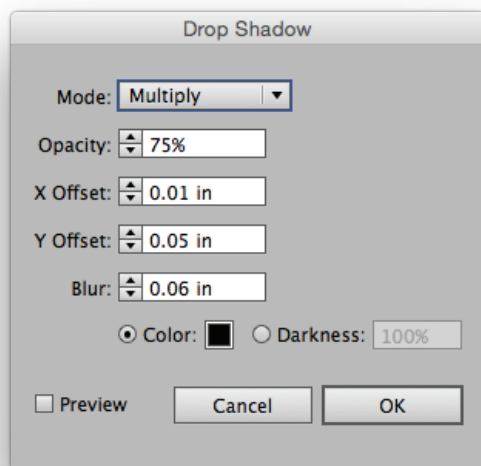 Drop Shadow
Mode: Multiply
Opacity: 75%
X Offset: 0.01 in
Y Offset: 0.05 in
Blur: 0.06 in
Color: Darkness: 100%
Preview Cancel OK